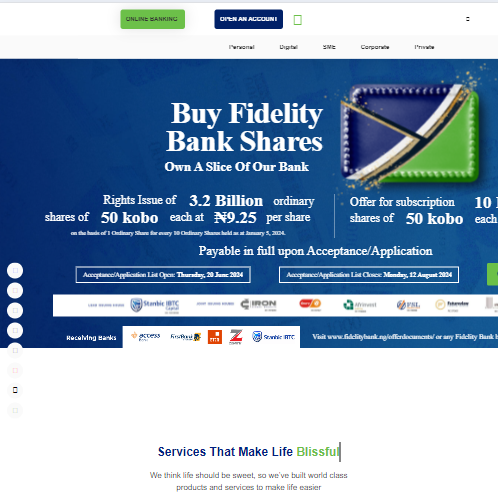 ONLINE BANKING
OPEN AN ACCOUNT
Personal Digital SME Corporate Private
Buy Fidelity
Bank Shares
Own A Slice Of Our Bank
Rights Issue of 3.2 Billion ordinary
shares of 50 kobo each at ₦9.25 per share
on the basis of 1 Ordinary Share for every 10 Ordinary Shares held as at January 5, 2024.
Offer for subscription 10
shares of 50 kobo each
Payable in full upon Acceptance/Application
Acceptance/Application List Open: Thursday, 20 June 2024
Acceptance/Application List Closes: Monday, 12 August 2024
Stanbic IBTC
IRON
FSL
Receiving Banks
access
FirstBank
Stanbic IBTC
Visit www.fidelitybank.ng/offerdocuments/ or any Fidelity Bank
Services That Make Life Blissful
We think life should be sweet, so we've built world class
products and services to make life easier